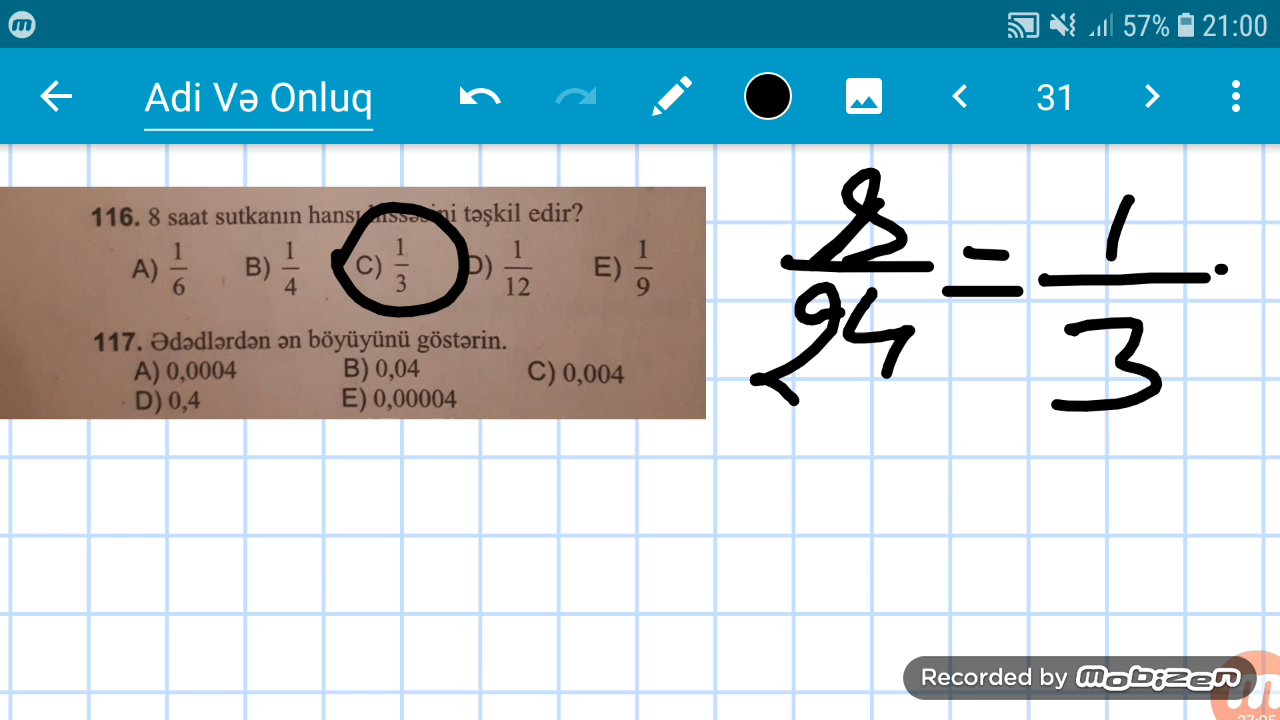 57% 21:00
Adi Və Onluq 31
116. 8 saat sutkanın hansı hissəsini təşkil edir?
A) 1/6 B) 1/4 C) 1/3 D) 1/12 E) 1/9
117. Ədədlərdən ən böyüyünü göstərin.
A) 0,0004 B) 0,04 C) 0,004
D) 0,4 E) 0,00004
8/24 = 1/3.
Recorded by mobizen